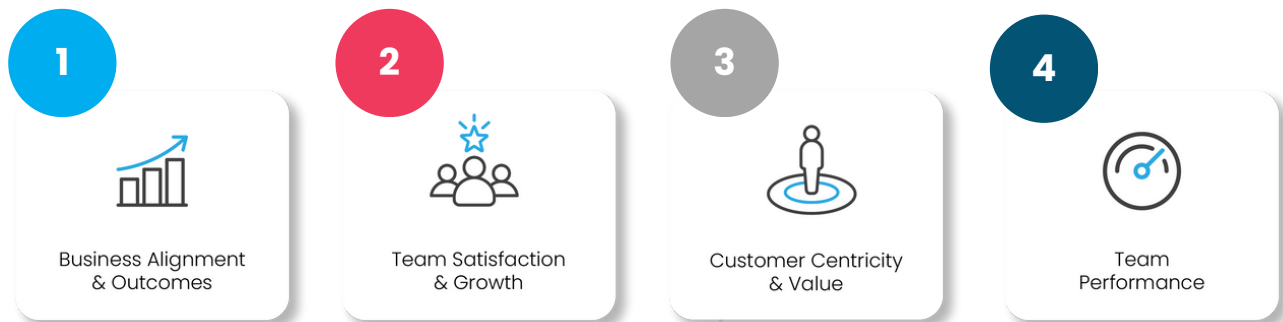 1
2
3
4
Business Alignment
& Outcomes
Team Satisfaction
& Growth
Customer Centricity
& Value
Team
Performance